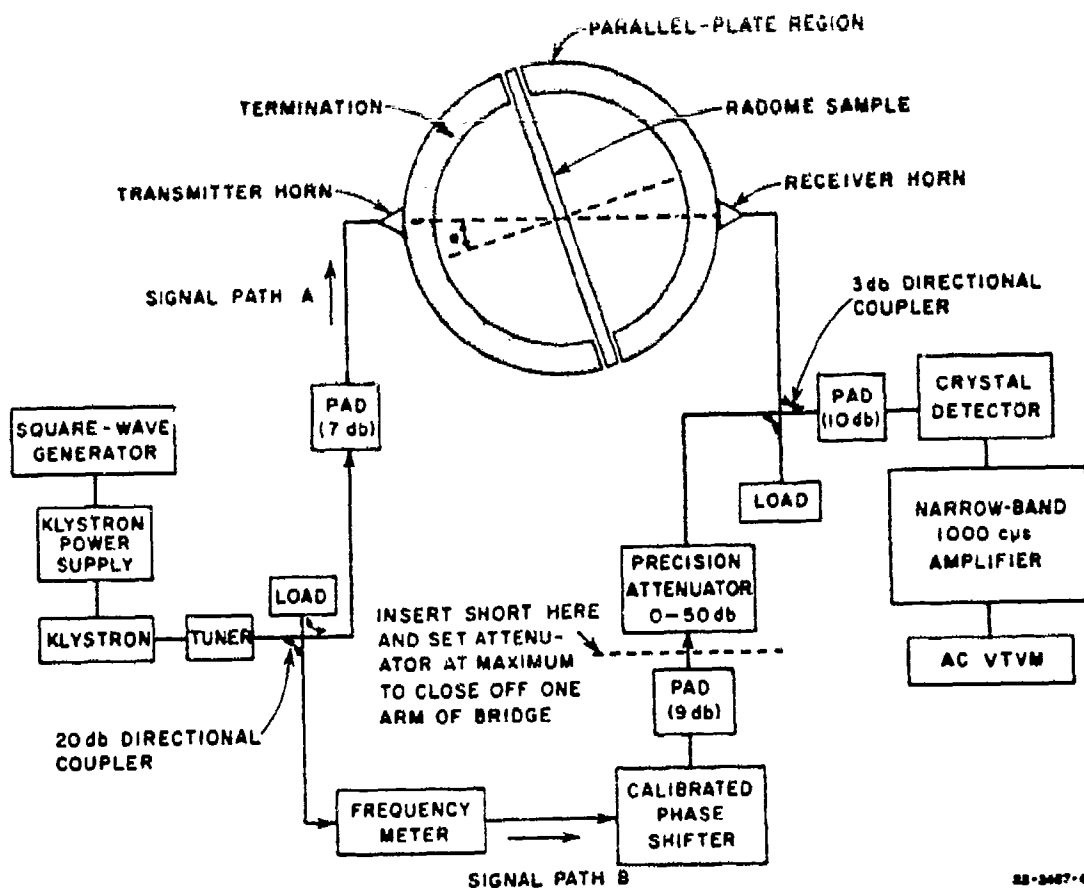 PARALLEL-PLATE REGION
TERMINATION
RADOME SAMPLE
TRANSMITTER HORN
RECEIVER HORN
SIGNAL PATH A
3db DIRECTIONAL
COUPLER
PAD
(7 db)
PAD
(10db)
CRYSTAL
DETECTOR
SQUARE-WAVE
GENERATOR
KLYSTRON
POWER
SUPPLY
LOAD
NARROW-BAND
1000 cps
AMPLIFIER
PRECISION
ATTENUATOR
0-50db
LOAD
KLYSTRON
TUNER
INSERT SHORT HERE
AND SET ATTENU-
ATOR AT MAXIMUM
TO CLOSE OFF ONE
ARM OF BRIDGE
AC VTVM
PAD
(9db)
20db DIRECTIONAL
COUPLER
FREQUENCY
METER
CALIBRATED
PHASE
SHIFTER
SIGNAL PATH B